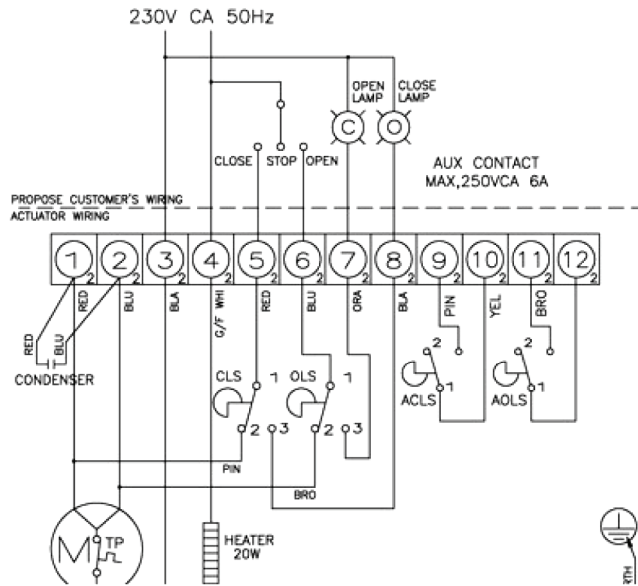 230V CA 50Hz
OPEN LAMP
CLOSE LAMP
C
O
CLOSE STOP OPEN
AUX CONTACT
MAX,250VCA 6A
PROPOSE CUSTOMER'S WIRING
ACTUATOR WIRING
1 2 3 4 5 6 7 8 9 10 11 12
2 2 2 2 2 2 2 2 2 2 2
RED BLU BLA G/F WHI RED BLU ORA BLA PIN YEL BRO
RED BLU
CONDENSER
CLS 1 OLS 1
2 3 2 3
2 2
ACLS 1 AOLS 1
PIN
BRO
M TP
HEATER
20W